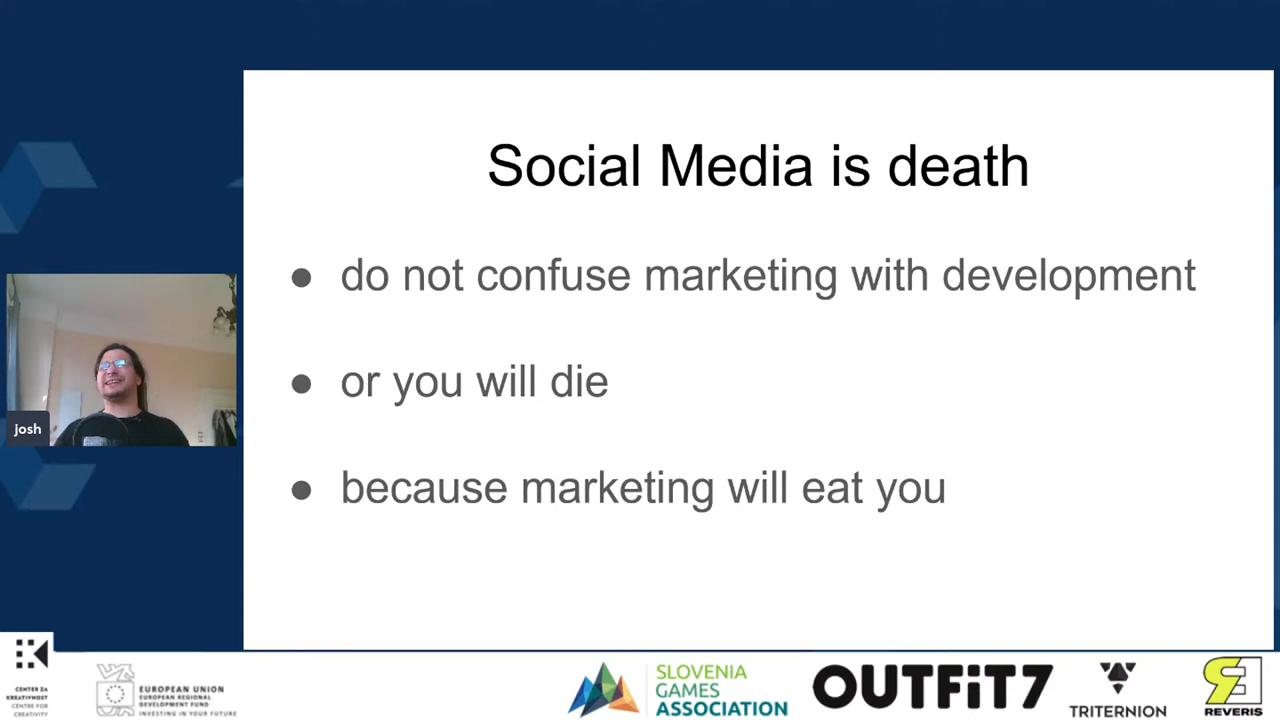 Social Media is death
● do not confuse marketing with development
● or you will die
● because marketing will eat you
josh
CENTER ZA
KREATIVNOST
CENTRE FOR
CREATIVITY
EUROPEAN UNION
EUROPEAN REGIONAL
DEVELOPMENT FUND
INVESTING IN YOUR FUTURE
SLOVENIA
GAMES
ASSOCIATION
OUTFiT7
TRITERNION
REVERIS